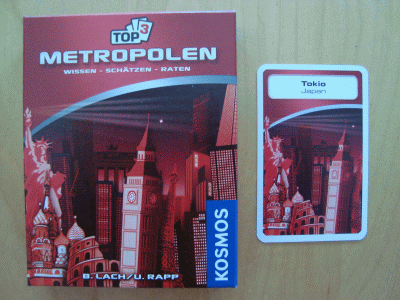 TOP 3
METROPOLEN
WISSEN - SCHÄTZEN - RATEN
B. LACH/U. RAPP
KOSMOS
Tokio
Japan